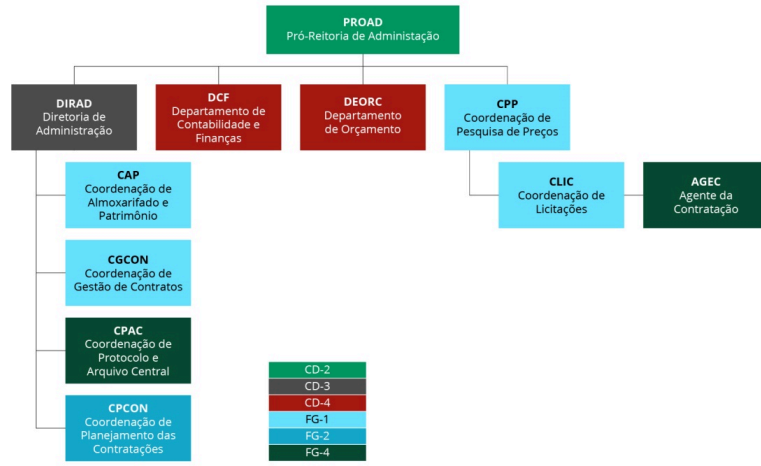 PROAD
Pró-Reitoria de Administação
DIRAD
Diretoria de
Administração
DCF
Departamento de
Contabilidade e
Finanças
DEORC
Departamento
de Orçamento
CPP
Coordenação de
Pesquisa de Preços
CAP
Coordenação de
Almoxarifado e
Patrimônio
CLIC
Coordenação de
Licitações
AGEC
Agente da
Contratação
CGCON
Coordenação de
Gestão de Contratos
CPAC
Coordenação de
Protocolo e
Arquivo Central
CPCON
Coordenação de
Planejamento das
Contratações
CD-2
CD-3
CD-4
FG-1
FG-2
FG-4